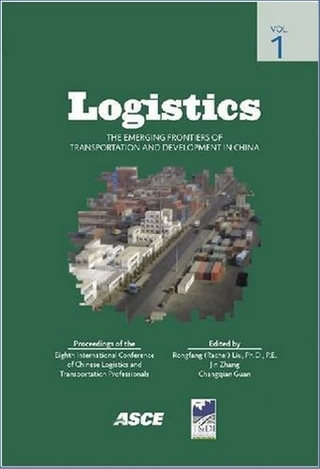 VOL.
1
Logistics
THE EMERGING FRONTIERS OF
TRANSPORTATION AND DEVELOPMENT IN CHINA
Proceedings of the
Eighth International Conference
of Chinese Logistics and
Transportation Professionals
Edited by
Rongfang (Rachel) Liu, Ph.D., P.E.
Jin Zhang
Changqian Guan
ASCE
T&DI